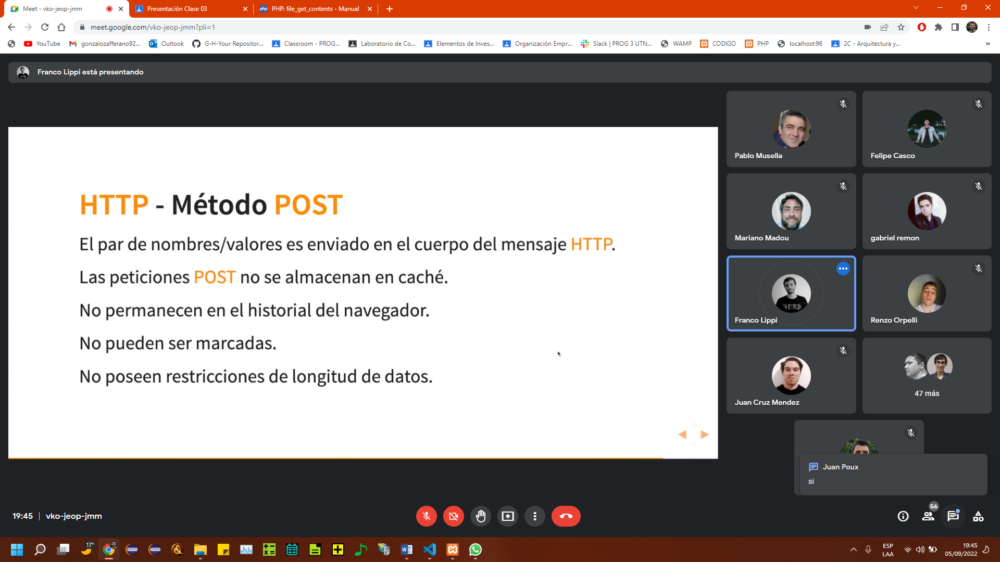 Meet - vko-jeop-jmm
Presentación Clase 03
php PHP: file_get_contents - Manual
meet.google.com/vko-jeop-jmm?pli=1
YouTube
gonzalozafferano92...
Outlook
G-H-Your Repositor...
Classroom - PROG...
Laboratorio de Co...
Elementos de Inves...
Organización Empr...
Slack | PROG 3 UTN...
WAMP
CODIGO
PHP
localhost:96
2C - Arquitectura y...
»
Franco Lippi está presentando
HTTP - Método POST
El par de nombres/valores es enviado en el cuerpo del mensaje HTTP.
Las peticiones POST no se almacenan en caché.
No permanecen en el historial del navegador.
No pueden ser marcadas.
No poseen restricciones de longitud de datos.
Pablo Musella
Felipe Casco
Mariano Madou
gabriel remon
Franco Lippi
Renzo Orpelli
Juan Cruz Mendez
47 más
Juan Poux
si
19:45 | vko-jeop-jmm
56
17°
ESP
LAA
19:45
05/09/2022